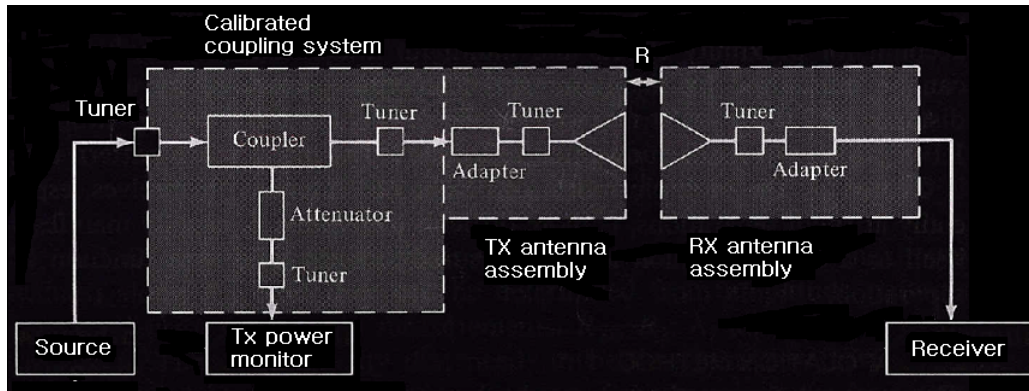 Calibrated
coupling system
R
Tuner
Tuner
Tuner
Tuner
Coupler
Adapter
Adapter
Attenuator
TX antenna
assembly
RX antenna
assembly
Tuner
Source
Tx power
monitor
Receiver